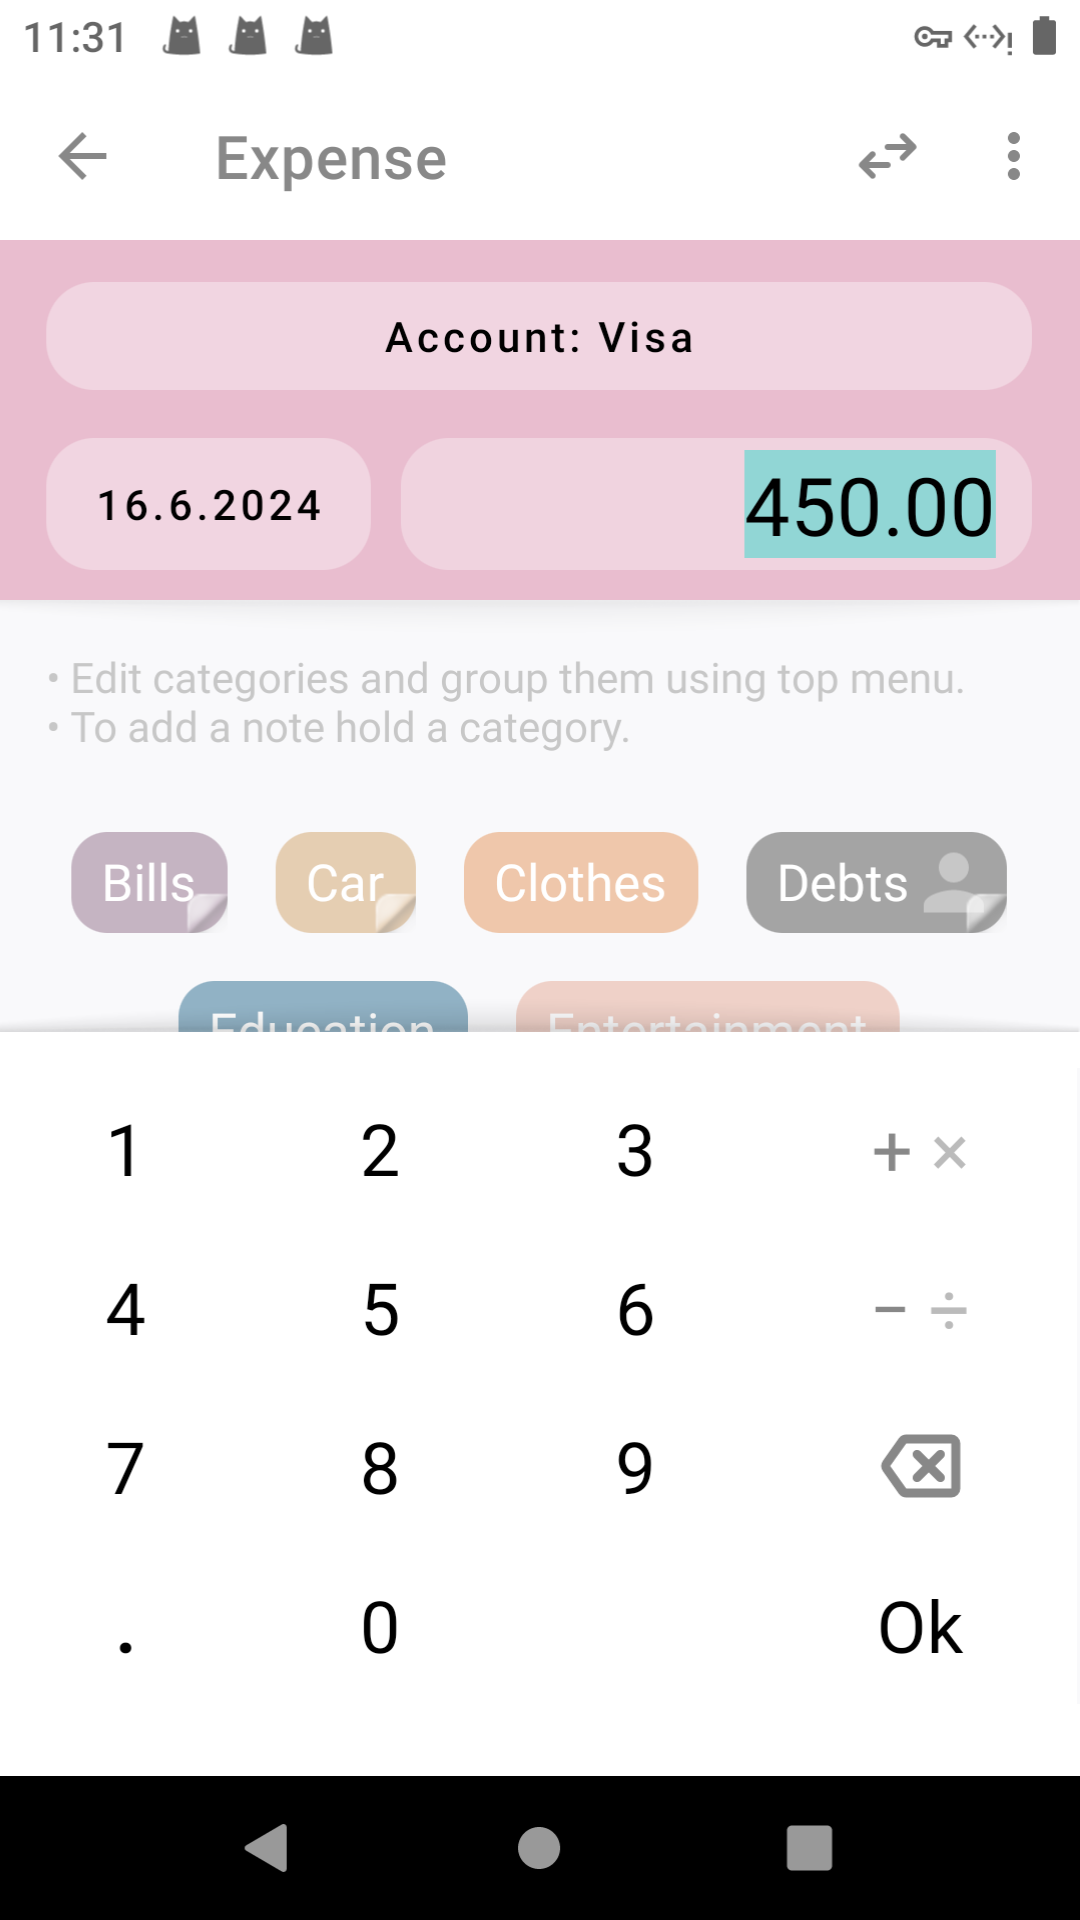 11:31
Expense
Account: Visa
16.6.2024
450.00
• Edit categories and group them using top menu.
• To add a note hold a category.
Bills
Car
Clothes
Debts
Education
Entertainment
1 2 3 + ×
4 5 6 − ÷
7 8 9
. 0 Ok